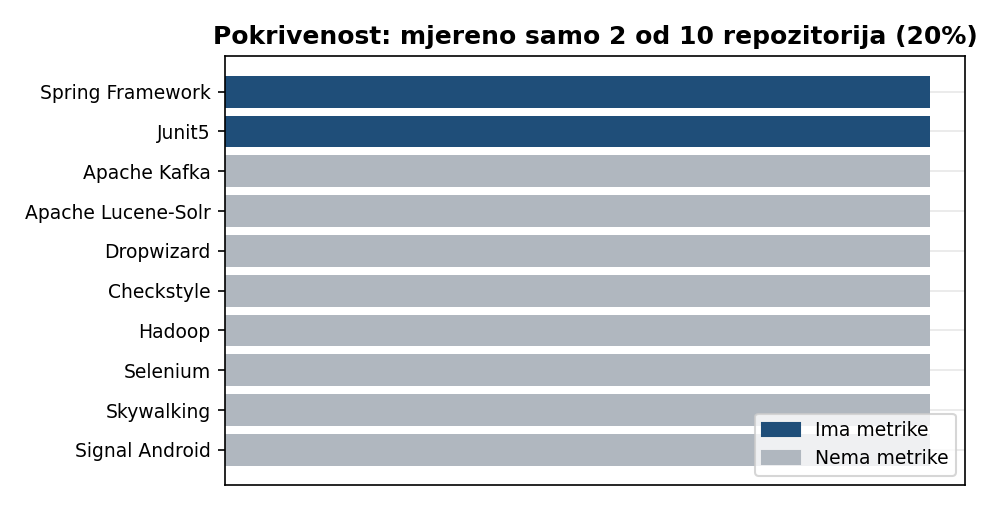 Pokrivenost: mjereno samo 2 od 10 repozitorija (20%)
Spring Framework
Junit5
Apache Kafka
Apache Lucene-Solr
Dropwizard
Checkstyle
Hadoop
Selenium
Skywalking
Signal Android
Ima metrike
Nema metrike